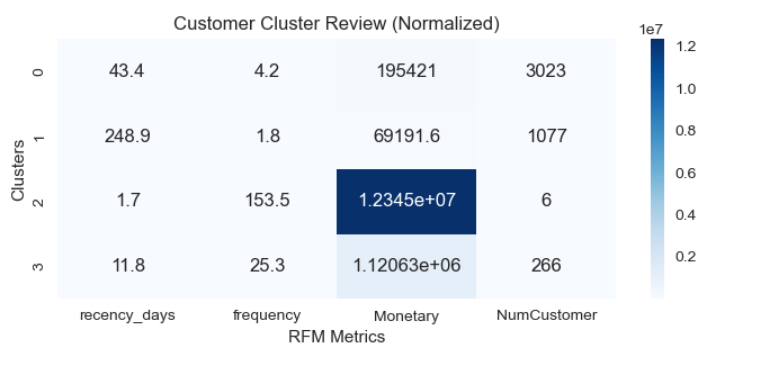 Customer Cluster Review (Normalized)
1e7
0 43.4 4.2 195421 3023
1 248.9 1.8 69191.6 1077
2 1.7 153.5 1.2345e+07 6
3 11.8 25.3 1.12063e+06 266
Clusters
recency_days frequency Monetary NumCustomer
RFM Metrics
1.2
1.0
0.8
0.6
0.4
0.2